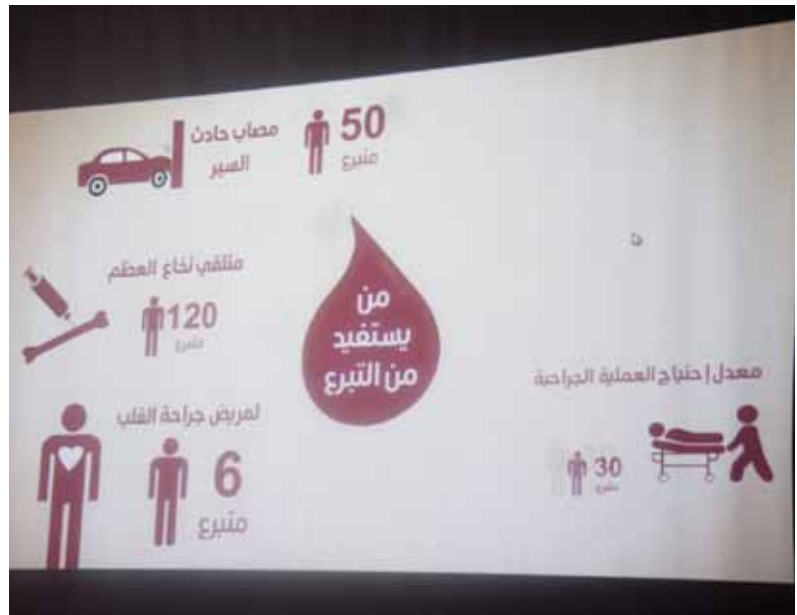 50
متبرع
مصاب حادث
السير
متلقي نخاع العظم
120
متبرع
من
يستفيد
من التبرع
لمريض جراحة القلب
6
متبرع
معدل إحتياج العملية الجراحية
30
متبرع